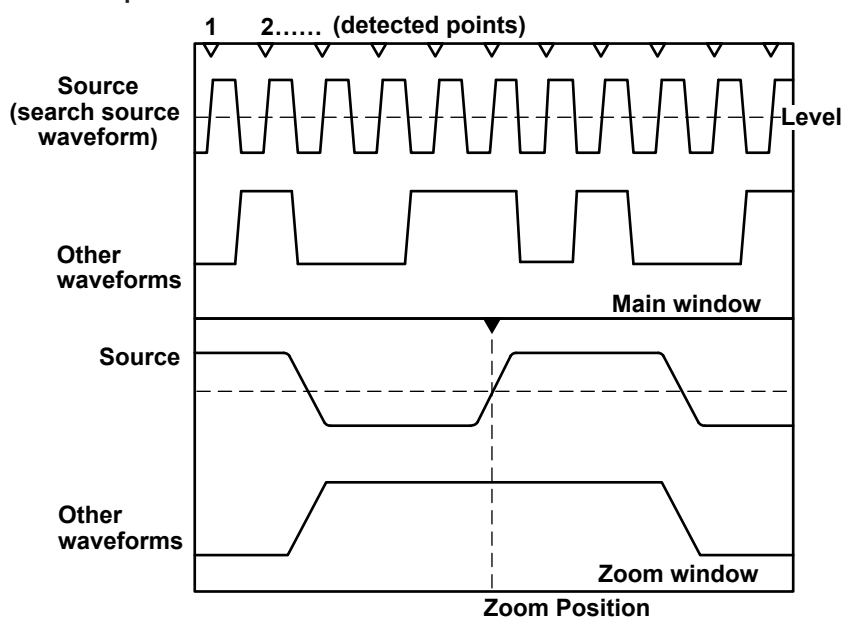 1 2...... (detected points)
Source
(search source
waveform)
Level
Other
waveforms
Main window
Source
Other
waveforms
Zoom window
Zoom Position